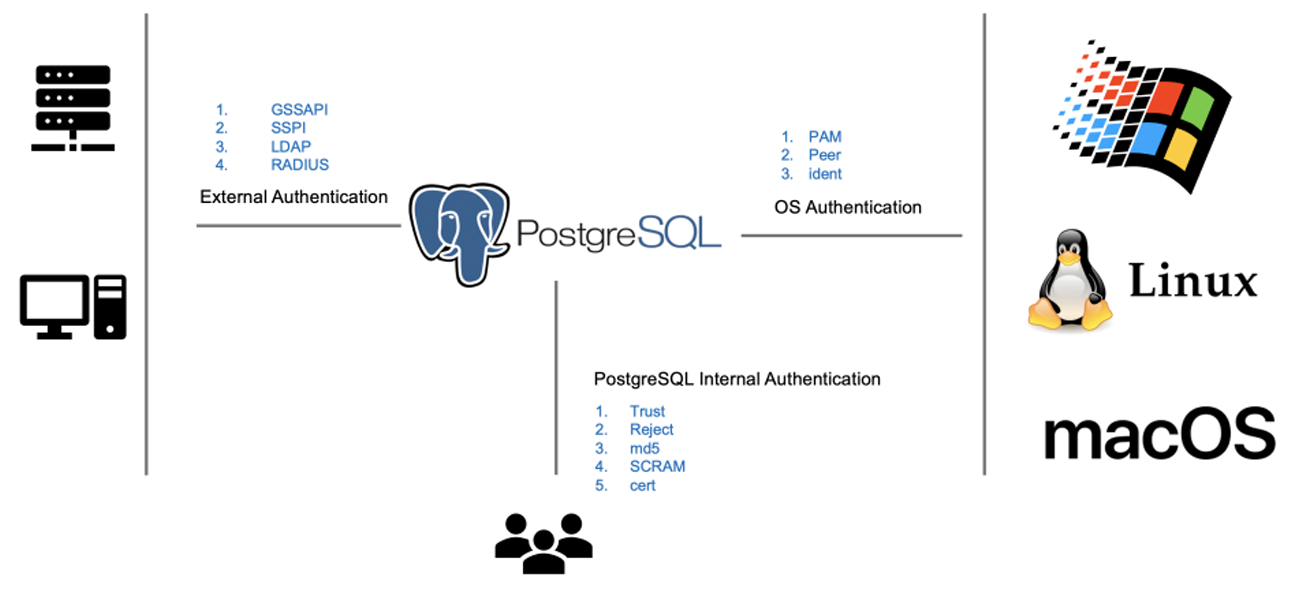 1. GSSAPI
2. SSPI
3. LDAP
4. RADIUS
External Authentication
PostgreSQL
1. PAM
2. Peer
3. ident
OS Authentication
Linux
macOS
PostgreSQL Internal Authentication
1. Trust
2. Reject
3. md5
4. SCRAM
5. cert